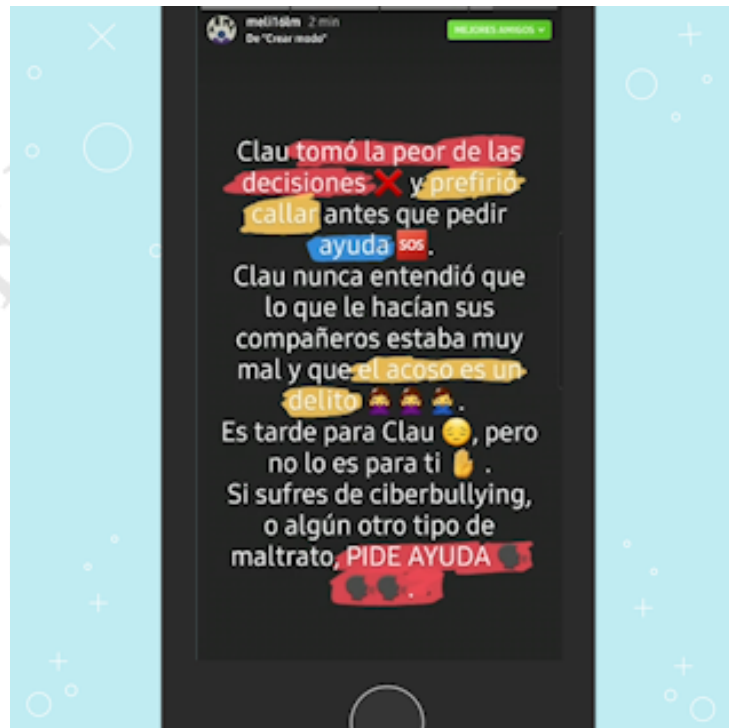 meli16lm 2 min
De "Crear modo"
MEJORES AMIGOS
Clau tomó la peor de las
decisiones ❌ y prefirió
callar antes que pedir
ayuda 🆘.
Clau nunca entendió que
lo que le hacían sus
compañeros estaba muy
mal y que el acoso es un
delito 🤦‍♀️🤦‍♀️🤦‍♀️.
Es tarde para Clau 😔, pero
no lo es para ti ✋.
Si sufres de ciberbullying,
o algún otro tipo de
maltrato, PIDE AYUDA 🗣
🗣🗣.